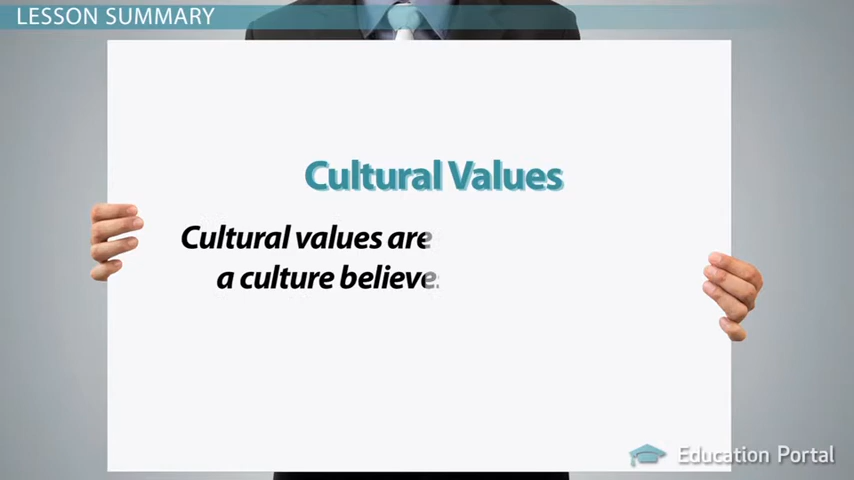 LESSON SUMMARY
Cultural Values
Cultural values are
a culture believe
Education Portal